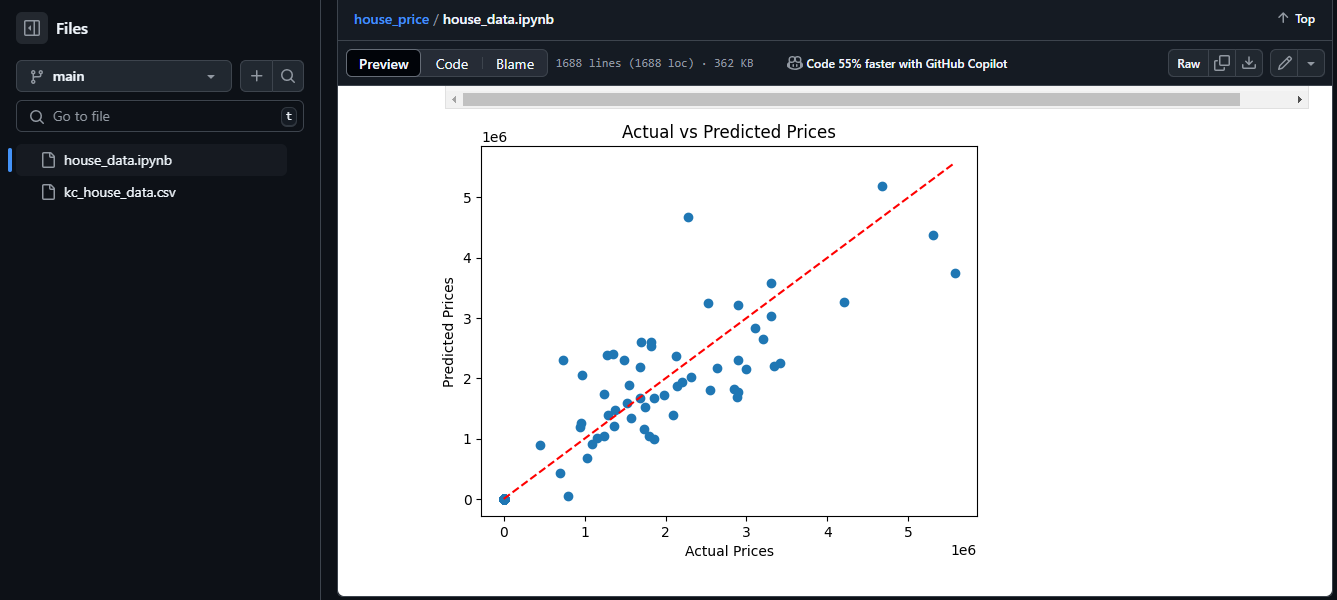 Files
main
Go to file
t
house_data.ipynb
kc_house_data.csv
house_price / house_data.ipynb
Top
Preview
Code
Blame
1688 lines (1688 loc) · 362 KB
Code 55% faster with GitHub Copilot
Raw
Actual vs Predicted Prices
1e6
5
4
3
2
1
0
Predicted Prices
0 1 2 3 4 5
Actual Prices
1e6